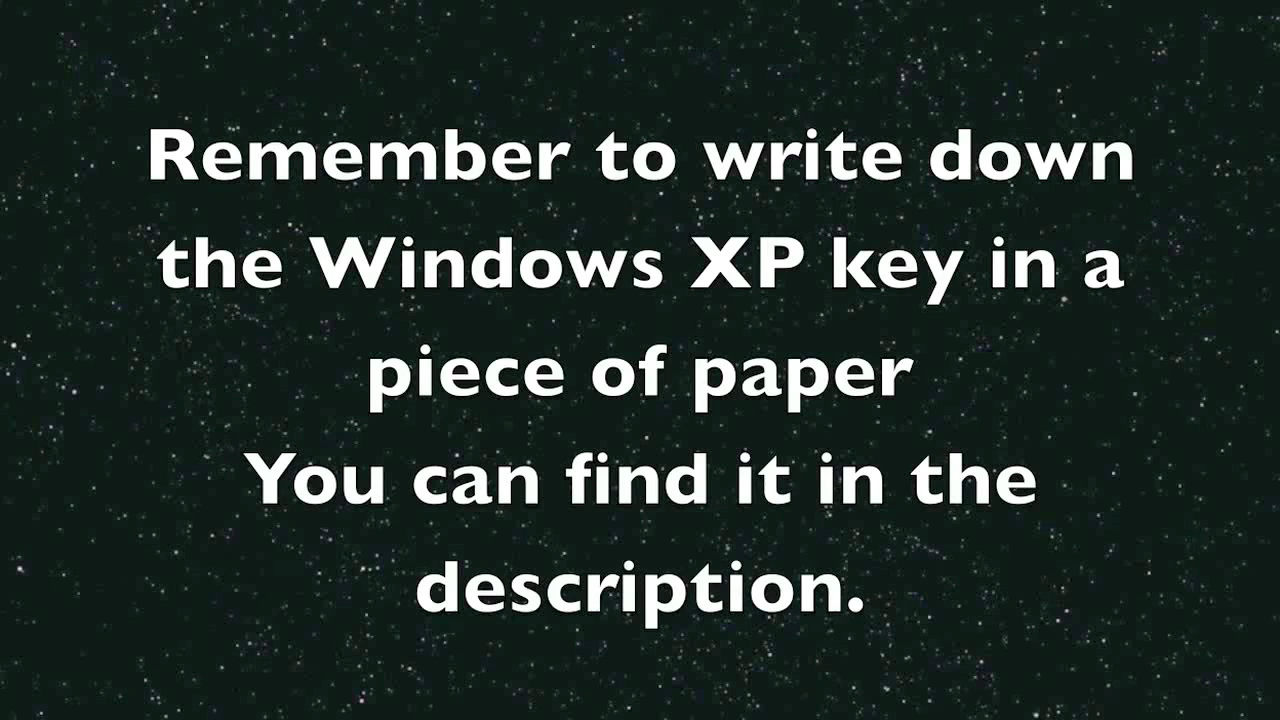 Remember to write down
the Windows XP key in a
piece of paper
You can find it in the
description.